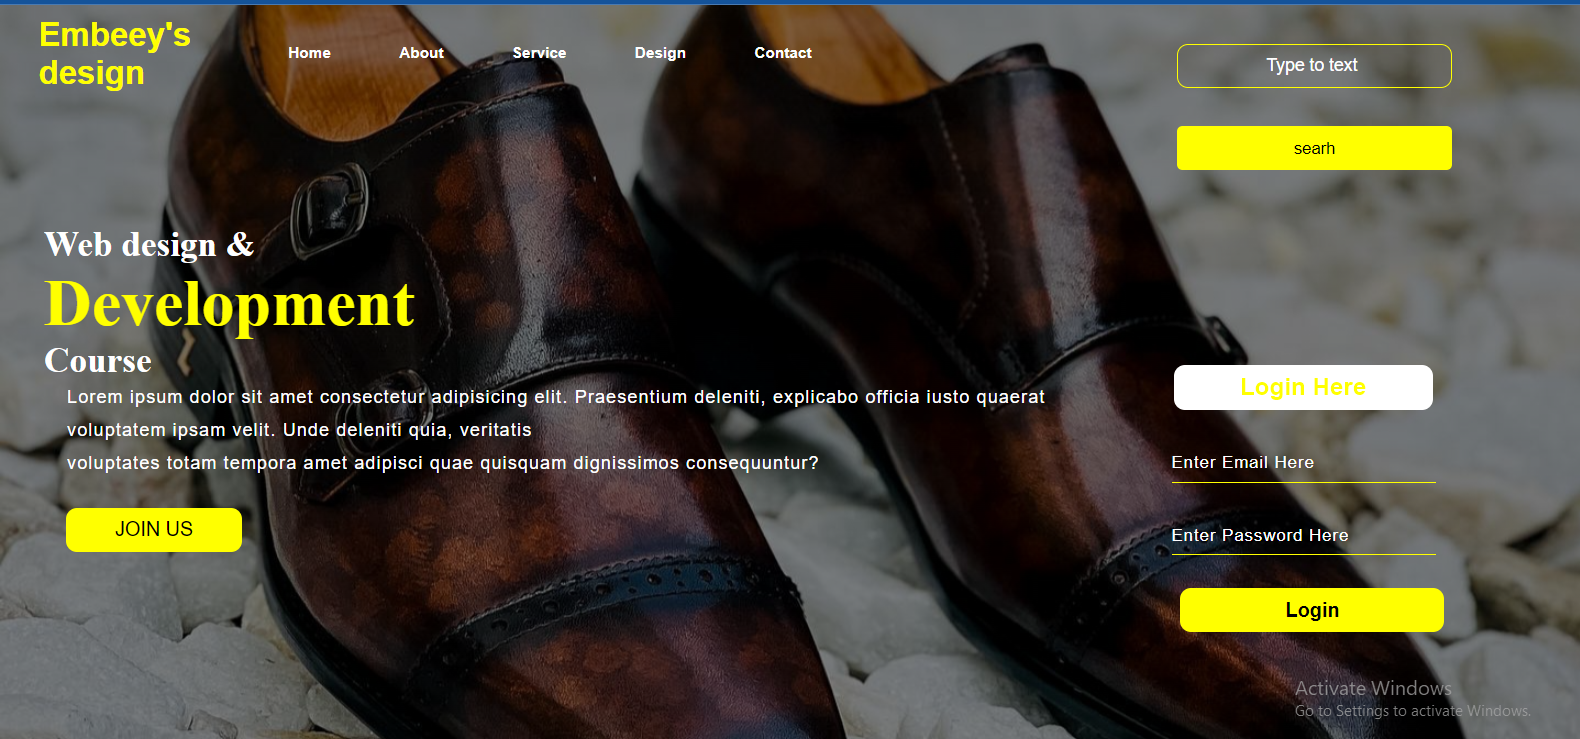 Embeey's
design
Home About Service Design Contact
Type to text
searh
Web design &
Development
Course
Lorem ipsum dolor sit amet consectetur adipisicing elit. Praesentium deleniti, explicabo officia iusto quaerat
voluptatem ipsam velit. Unde deleniti quia, veritatis
voluptates totam tempora amet adipisci quae quisquam dignissimos consequuntur?
JOIN US
Login Here
Enter Email Here
Enter Password Here
Login
Activate Windows
Go to Settings to activate Windows.